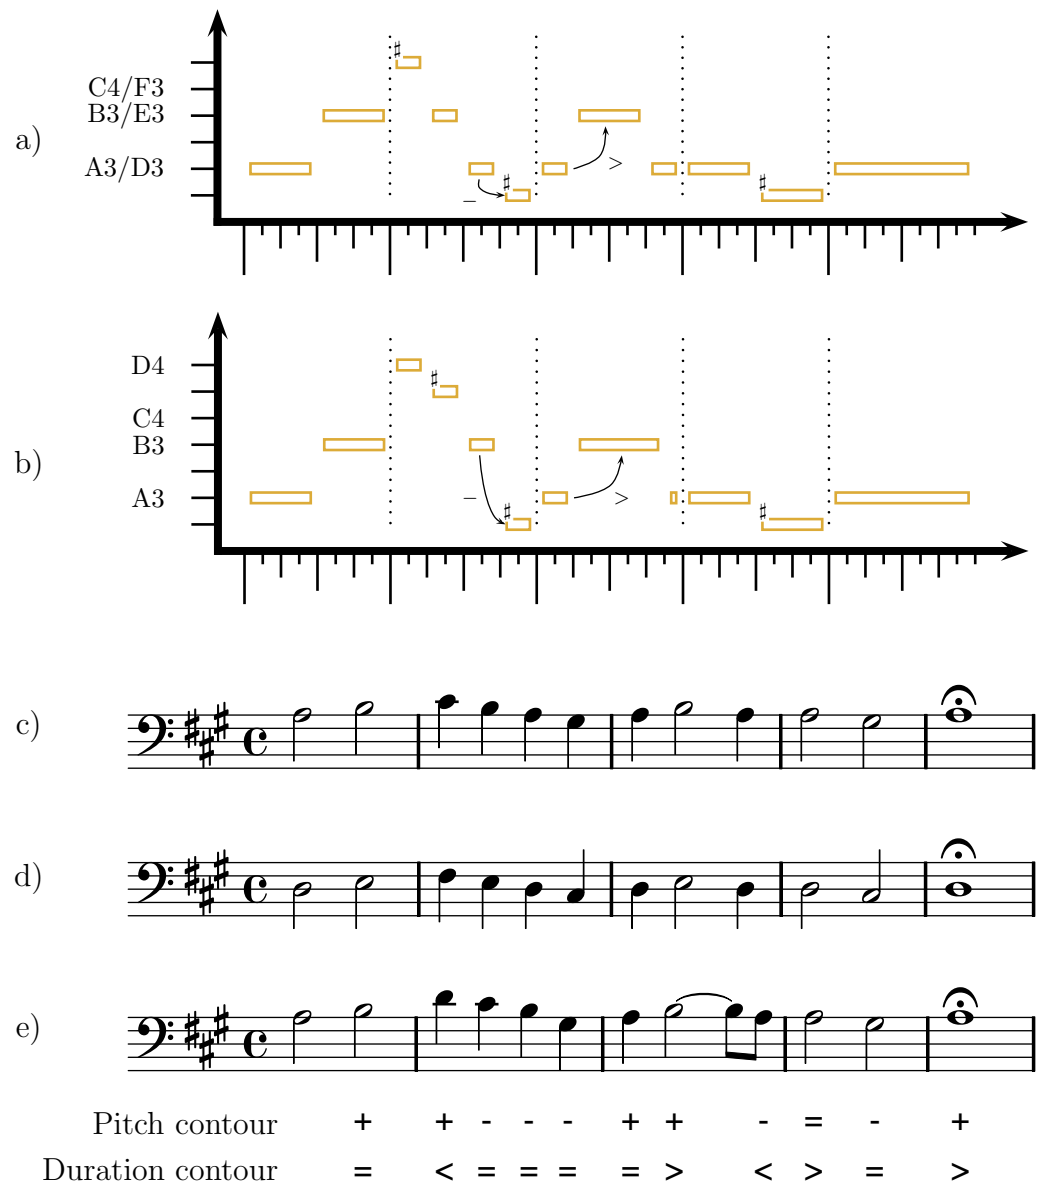 ♯
C4/F3
B3/E3
a)
A3/D3
>
♯
♯
–
D4
♯
C4
B3
b)
A3
–
>
♯
♯
c)
d)
e)
Pitch contour + + - - - + + - = - +
Duration contour = < = = = = > < > = >